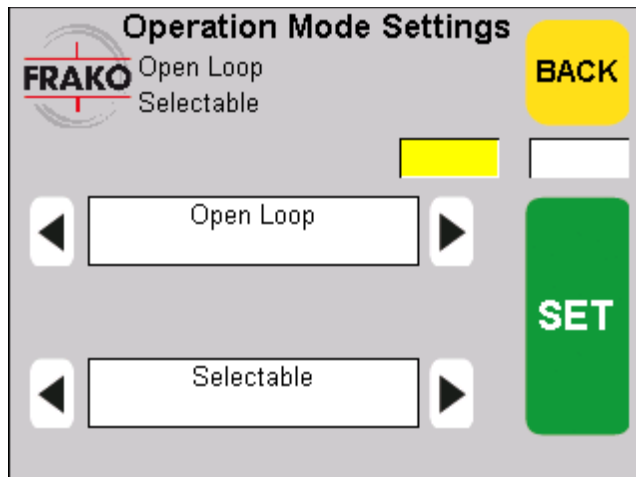 Operation Mode Settings
FRAKO
Open Loop
Selectable
BACK
Open Loop
SET
Selectable